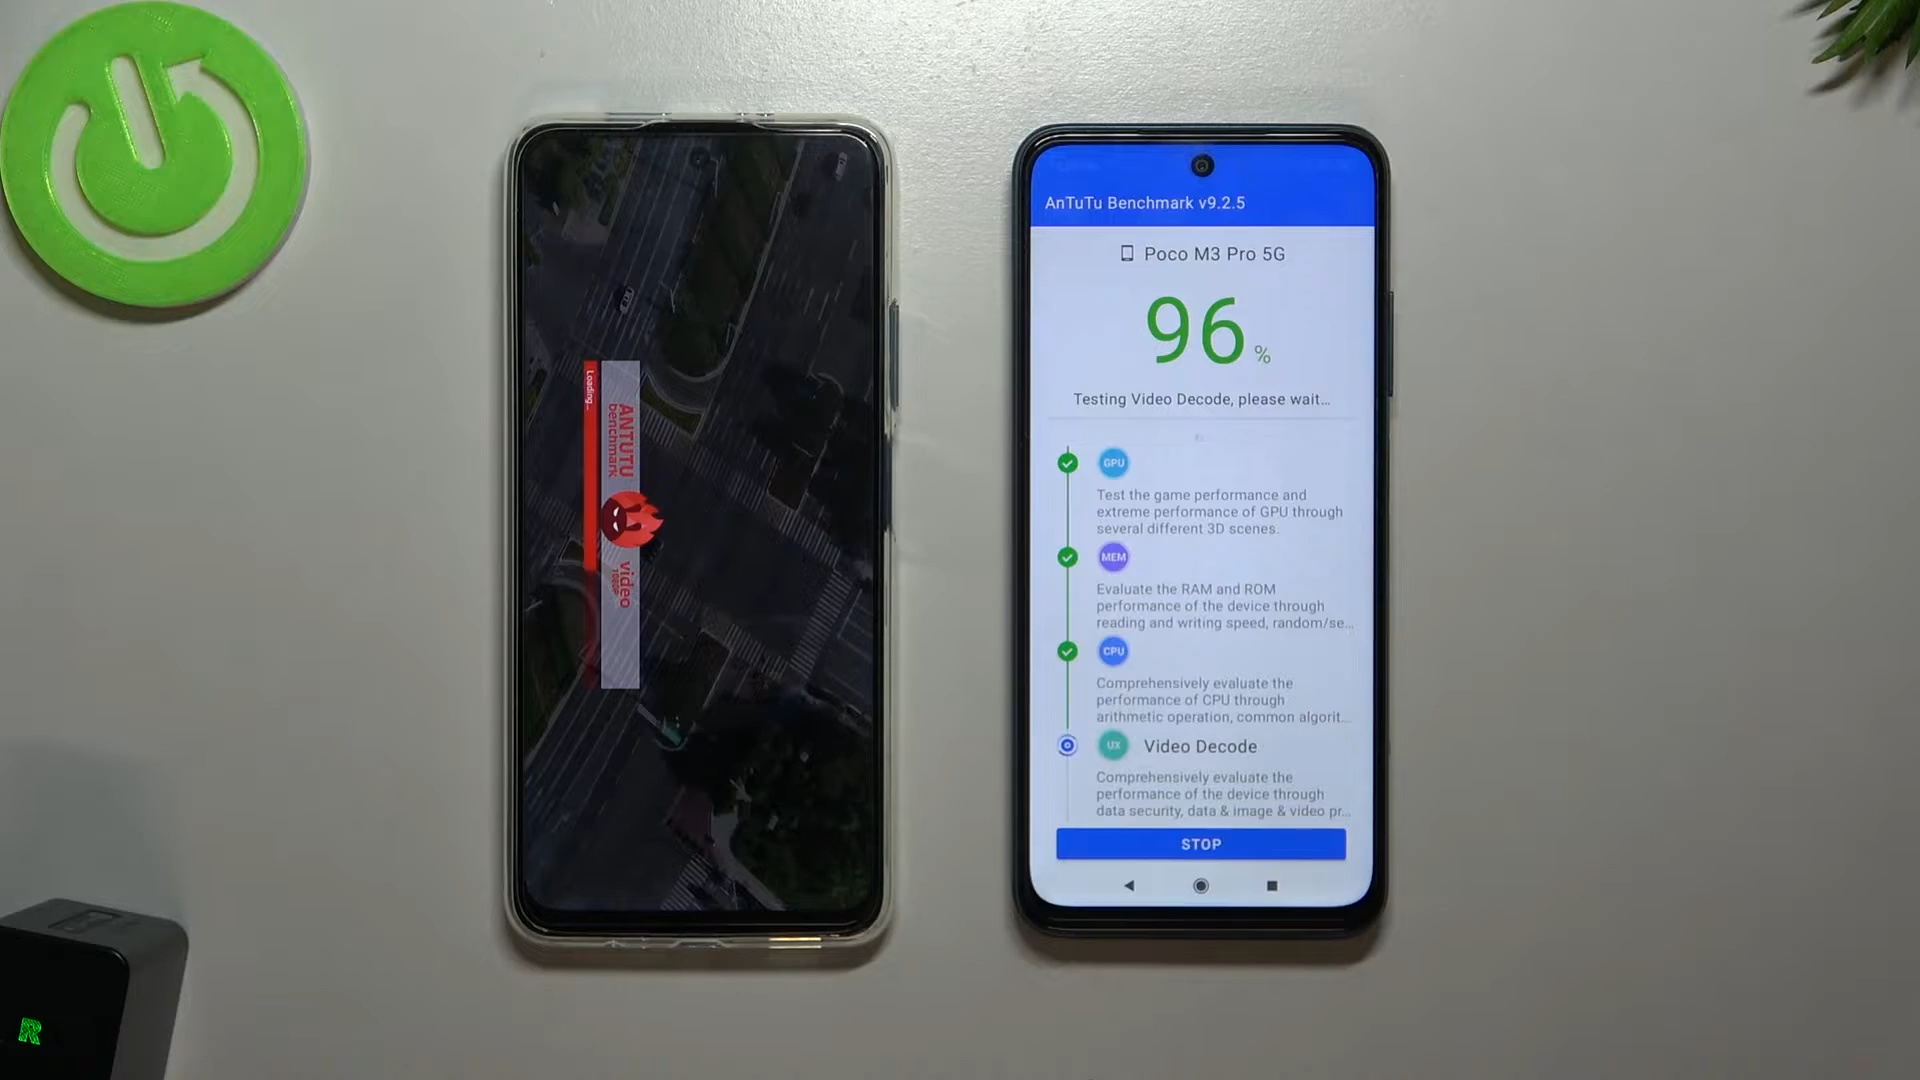 Loading...
ANTUTU
benchmark
video
1080P
AnTuTu Benchmark v9.2.5
Poco M3 Pro 5G
96 %
Testing Video Decode, please wait...
GPU
Test the game performance and
extreme performance of GPU through
several different 3D scenes.
MEM
Evaluate the RAM and ROM
performance of the device through
reading and writing speed, random/se...
CPU
Comprehensively evaluate the
performance of CPU through
arithmetic operation, common algorit...
UX Video Decode
Comprehensively evaluate the
performance of the device through
data security, data & image & video pr...
STOP
R